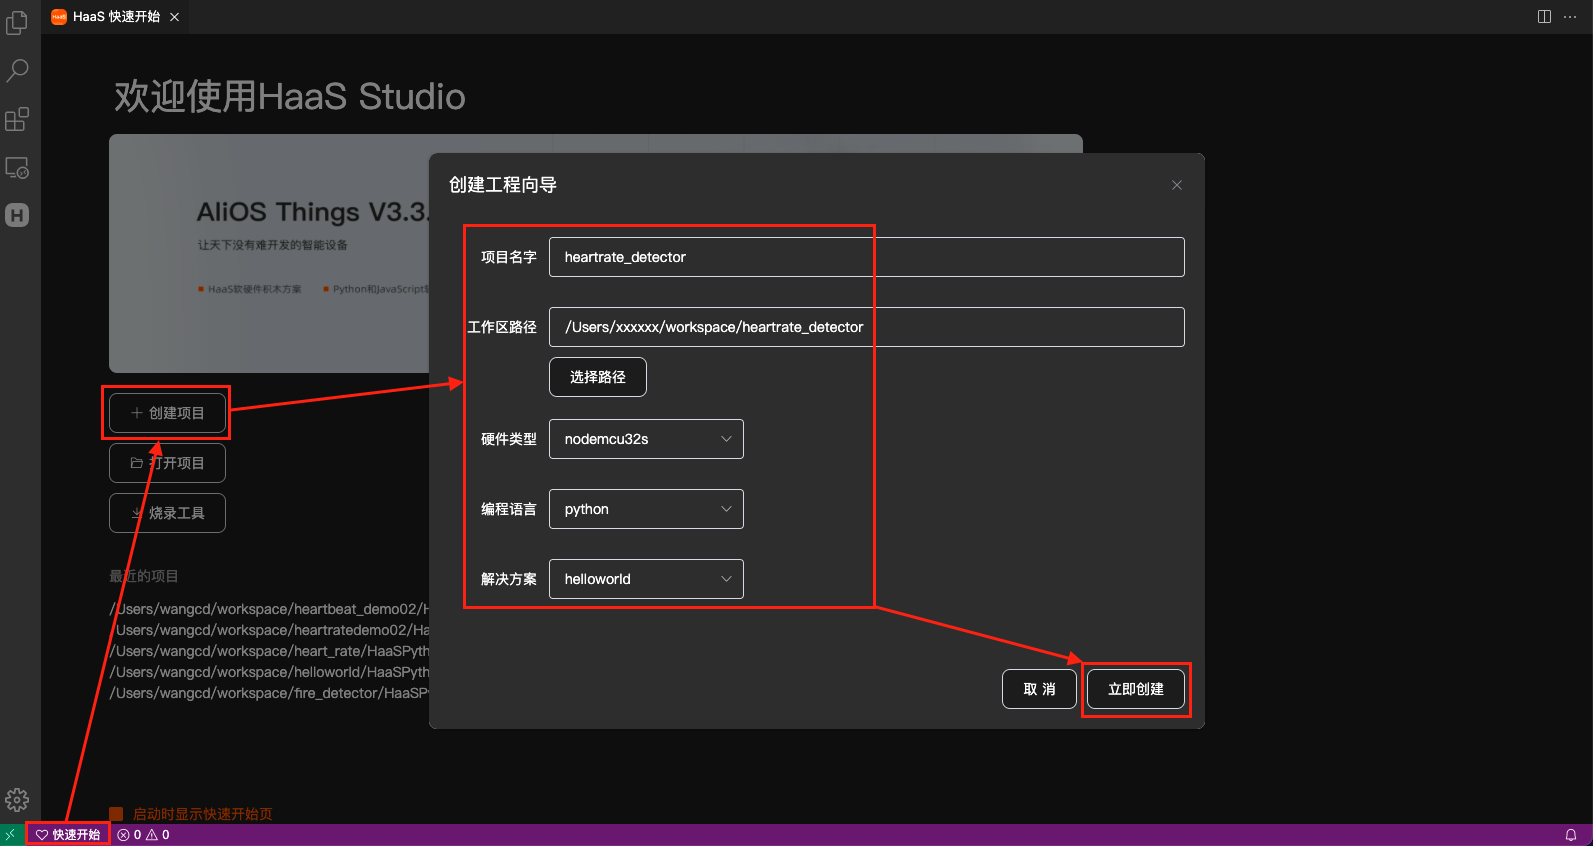 HaaS 快速开始
欢迎使用HaaS Studio
AliOS Things V3.3.
让天下没有难开发的智能设备
HaaS软硬件积木方案
Python和JavaScript
创建项目
打开项目
烧录工具
最近的项目
/Users/wangcd/workspace/heartbeat_demo02/H
/Users/wangcd/workspace/heartratedemo02/Ha
/Users/wangcd/workspace/heart_rate/HaaSPyth
/Users/wangcd/workspace/helloworld/HaaSPyth
/Users/wangcd/workspace/fire_detector/HaaSP
启动时显示快速开始页
创建工程向导
项目名字 heartrate_detector
工作区路径 /Users/xxxxxx/workspace/heartrate_detector
选择路径
硬件类型 nodemcu32s
编程语言 python
解决方案 helloworld
取 消
立即创建
快速开始 0 0